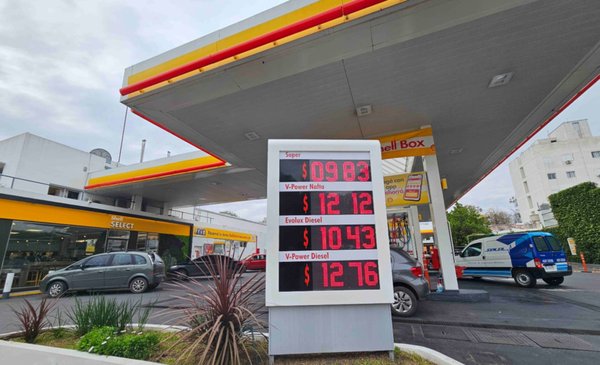 Shell Box
Super
$ 0983
V-Power Nafta
$ 1212
Evolux Diesel
$ 1043
V-Power Diesel
$ 1276
SELECT